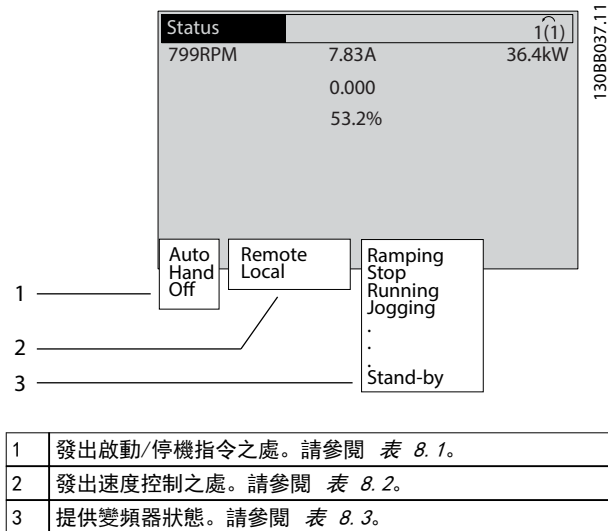 Status 1(1)
799RPM 7.83A 36.4kW
0.000
53.2%
Auto
Hand
Off
Remote
Local
Ramping
Stop
Running
Jogging
.
.
.
Stand-by
1
2
3
130BB037.11
1 發出啟動/停機指令之處。請參閱 表 8.1。
2 發出速度控制之處。請參閱 表 8.2。
3 提供變頻器狀態。請參閱 表 8.3。